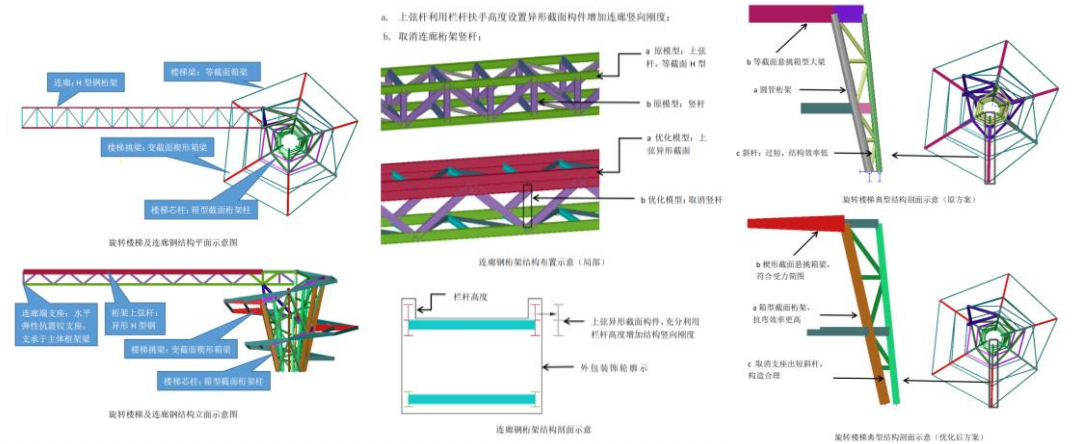 连廊：H 型钢桁架
楼梯梁：等截面箱梁
楼梯挑梁：变截面楔形箱梁
楼梯芯柱：箱型截面桁架柱
旋转楼梯及连廊钢结构平面示意图
连廊端支座：水平
弹性抗震铰支座，
支承于主体框架梁
桁架上弦杆：
异形 H 型钢
楼梯挑梁：变截面楔形箱梁
楼梯芯柱：箱型截面桁架柱
旋转楼梯及连廊钢结构立面示意图
a. 上弦杆利用栏杆扶手高度设置异形截面构件增加连廊竖向刚度；
b. 取消连廊桁架竖杆；
a 原模型：上弦
杆，等截面 H 型
b 原模型：竖杆
a 优化模型：上
弦异形截面
b 优化模型：取消竖杆
连廊钢桁架结构布置示意（局部）
栏杆高度
上弦异形截面构件，充分利用
栏杆高度增加结构竖向刚度
外包装饰轮廓示
连廊钢桁架结构剖面示意
b 等截面悬挑箱型大梁
a 圆管桁架
c 斜杆：过短，结构效率低
旋转楼梯典型结构剖面示意（原方案）
b 楔形截面悬挑箱梁，
符合受力简图
a 箱型截面桁架，
抗弯效率更高
c 取消支座出短斜杆，
构造合理
旋转楼梯典型结构剖面示意（优化后方案）